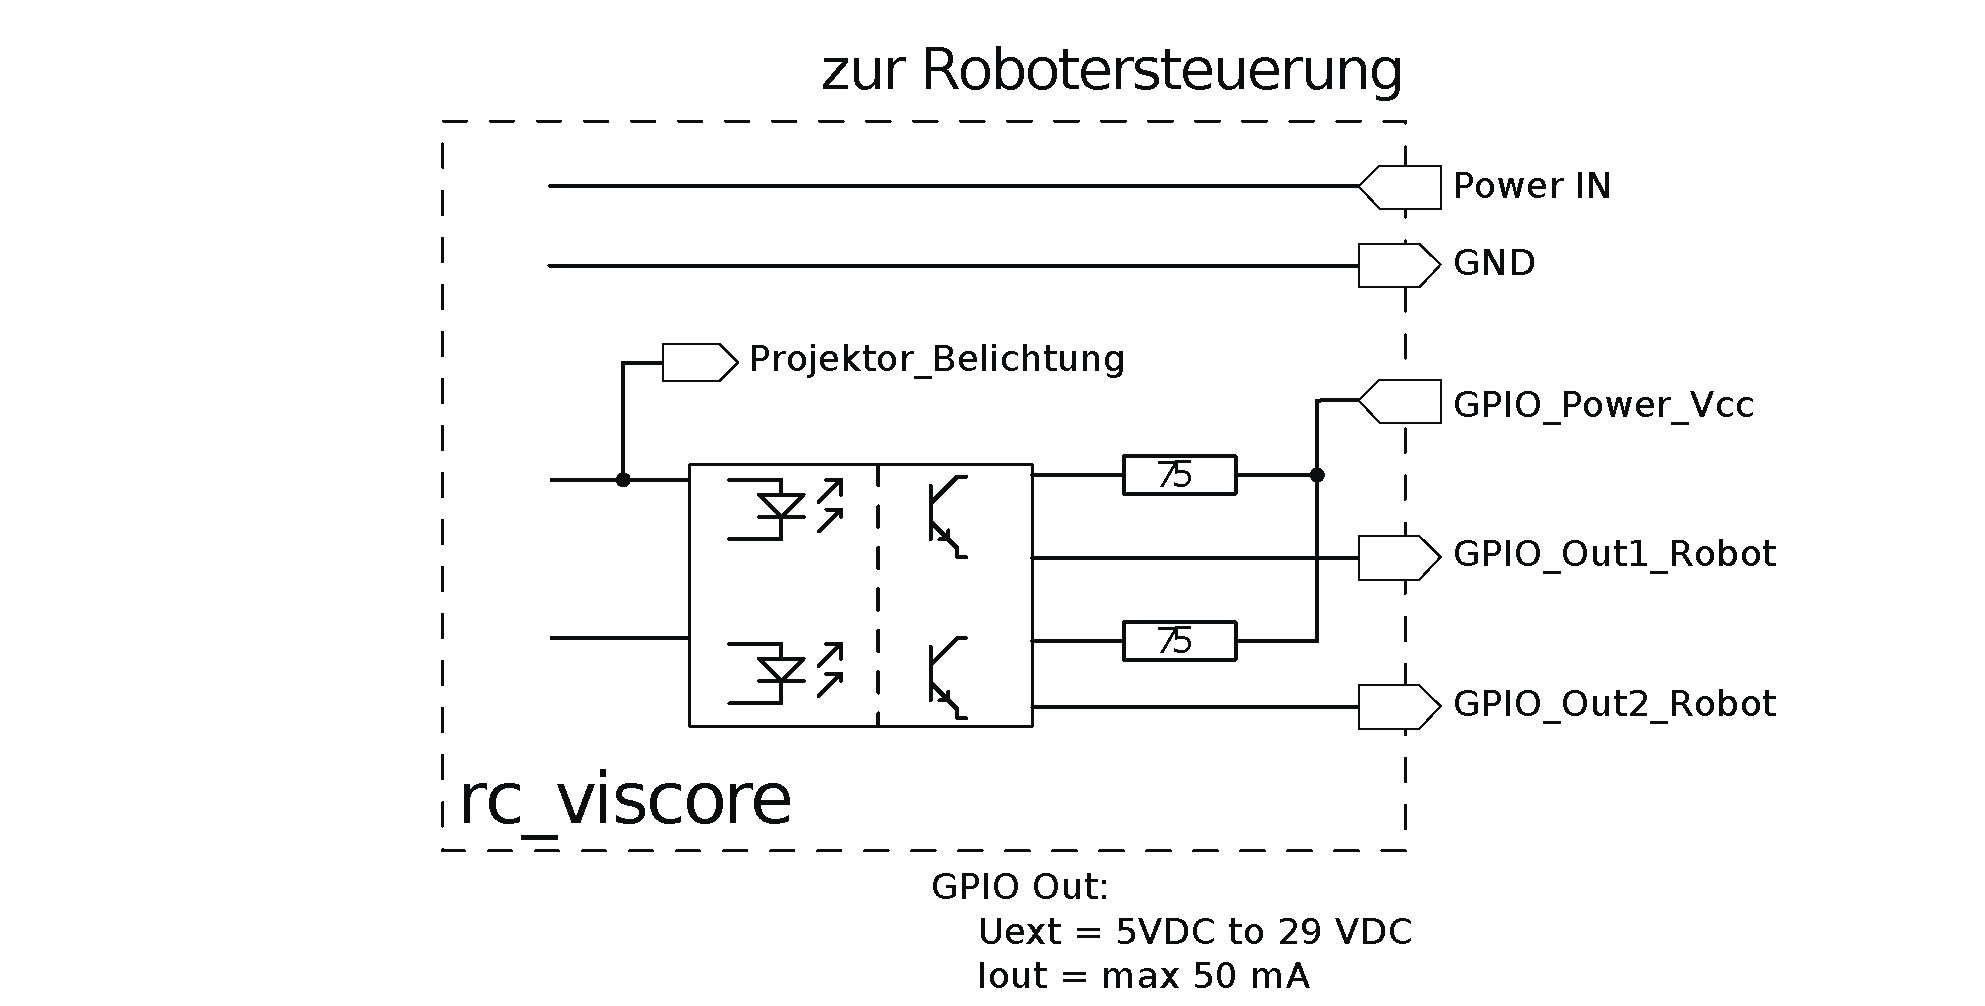 zur Robotersteuerung
Power IN
GND
Projektor_Belichtung
GPIO_Power_Vcc
75
GPIO_Out1_Robot
75
GPIO_Out2_Robot
rc_viscore
GPIO Out:
Uext = 5VDC to 29 VDC
Iout = max 50 mA